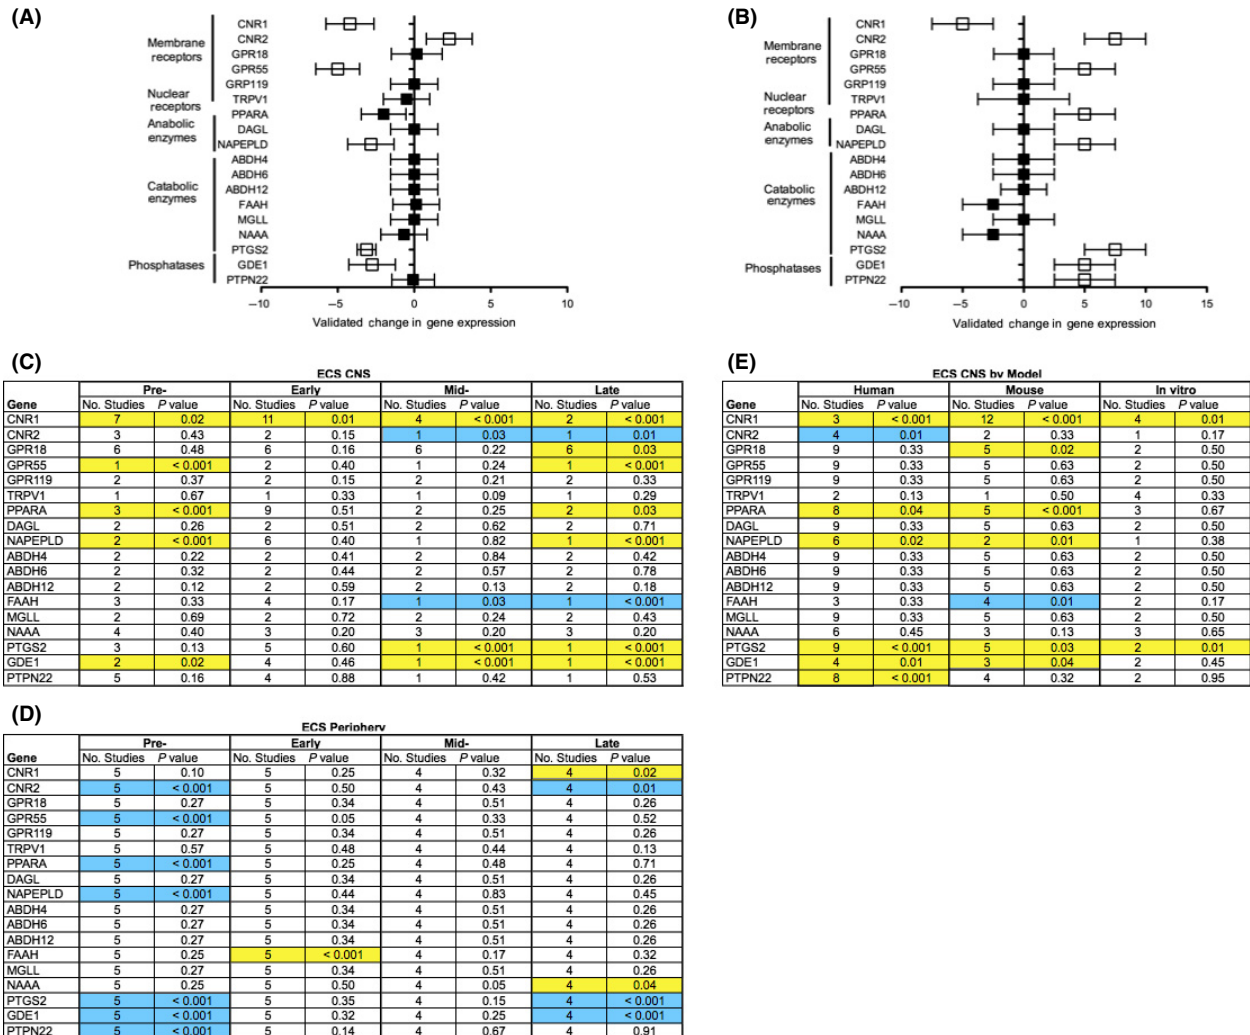 (A)
CNR1
CNR2
GPR18
GPR55
GRP119
TRPV1
PPARA
DAGL
NAPEPLD
ABDH4
ABDH6
ABDH12
FAAH
MGLL
NAAA
PTGS2
GDE1
PTPN22
Membrane
receptors
Nuclear
receptors
Anabolic
enzymes
Catabolic
enzymes
Phosphatases
−10 −5 0 5 10
Validated change in gene expression
(B)
CNR1
CNR2
GPR18
GPR55
GRP119
TRPV1
PPARA
DAGL
NAPEPLD
ABDH4
ABDH6
ABDH12
FAAH
MGLL
NAAA
PTGS2
GDE1
PTPN22
Membrane
receptors
Nuclear
receptors
Anabolic
enzymes
Catabolic
enzymes
Phosphatases
−10 −5 0 5 10 15
Validated change in gene expression
(C)
ECS CNS
Pre- Early Mid- Late
Gene No. Studies P value No. Studies P value No. Studies P value No. Studies P value
CNR1 7 0.02 11 0.01 4 < 0.001 2 < 0.001
CNR2 3 0.43 2 0.15 1 0.03 1 0.01
GPR18 6 0.48 6 0.16 6 0.22 6 0.03
GPR55 1 < 0.001 2 0.40 1 0.24 1 < 0.001
GPR119 2 0.37 2 0.15 2 0.21 2 0.33
TRPV1 1 0.67 1 0.33 1 0.09 1 0.29
PPARA 3 < 0.001 9 0.51 2 0.25 2 0.03
DAGL 2 0.26 2 0.51 2 0.62 2 0.71
NAPEPLD 2 < 0.001 6 0.40 1 0.82 1 < 0.001
ABDH4 2 0.22 2 0.41 2 0.84 2 0.42
ABDH6 2 0.32 2 0.44 2 0.57 2 0.78
ABDH12 2 0.12 2 0.59 2 0.13 2 0.18
FAAH 3 0.33 4 0.17 1 0.03 1 < 0.001
MGLL 2 0.69 2 0.72 2 0.24 2 0.43
NAAA 4 0.40 3 0.20 3 0.20 3 0.20
PTGS2 3 0.13 5 0.60 1 < 0.001 1 < 0.001
GDE1 2 0.02 4 0.46 1 < 0.001 1 < 0.001
PTPN22 5 0.16 4 0.88 1 0.42 1 0.53
(E)
ECS CNS by Model
Human Mouse In vitro
Gene No. Studies P value No. Studies P value No. Studies P value
CNR1 3 < 0.001 12 < 0.001 4 0.01
CNR2 4 0.01 2 0.33 1 0.17
GPR18 9 0.33 5 0.02 2 0.50
GPR55 9 0.33 5 0.63 2 0.50
GPR119 9 0.33 5 0.63 2 0.50
TRPV1 2 0.13 1 0.50 4 0.33
PPARA 8 0.04 5 < 0.001 3 0.67
DAGL 9 0.33 5 0.63 2 0.50
NAPEPLD 6 0.02 2 0.01 1 0.38
ABDH4 9 0.33 5 0.63 2 0.50
ABDH6 9 0.33 5 0.63 2 0.50
ABDH12 9 0.33 5 0.63 2 0.50
FAAH 3 0.33 4 0.01 2 0.17
MGLL 9 0.33 5 0.63 2 0.50
NAAA 6 0.45 3 0.13 3 0.65
PTGS2 9 < 0.001 5 0.03 2 0.01
GDE1 4 0.01 3 0.04 2 0.45
PTPN22 8 < 0.001 4 0.32 2 0.95
(D)
ECS Periphery
Pre- Early Mid- Late
Gene No. Studies P value No. Studies P value No. Studies P value No. Studies P value
CNR1 5 0.10 5 0.25 4 0.32 4 0.02
CNR2 5 < 0.001 5 0.50 4 0.43 4 0.01
GPR18 5 0.27 5 0.34 4 0.51 4 0.26
GPR55 5 < 0.001 5 0.05 4 0.33 4 0.52
GPR119 5 0.27 5 0.34 4 0.51 4 0.26
TRPV1 5 0.57 5 0.48 4 0.44 4 0.13
PPARA 5 < 0.001 5 0.25 4 0.48 4 0.71
DAGL 5 0.27 5 0.34 4 0.51 4 0.26
NAPEPLD 5 < 0.001 5 0.44 4 0.83 4 0.45
ABDH4 5 0.27 5 0.34 4 0.51 4 0.26
ABDH6 5 0.27 5 0.34 4 0.51 4 0.26
ABDH12 5 0.27 5 0.34 4 0.51 4 0.26
FAAH 5 0.25 5 < 0.001 4 0.17 4 0.32
MGLL 5 0.27 5 0.34 4 0.51 4 0.26
NAAA 5 0.25 5 0.50 4 0.05 4 0.04
PTGS2 5 < 0.001 5 0.35 4 0.15 4 < 0.001
GDE1 5 < 0.001 5 0.32 4 0.25 4 < 0.001
PTPN22 5 < 0.001 5 0.14 4 0.67 4 0.91